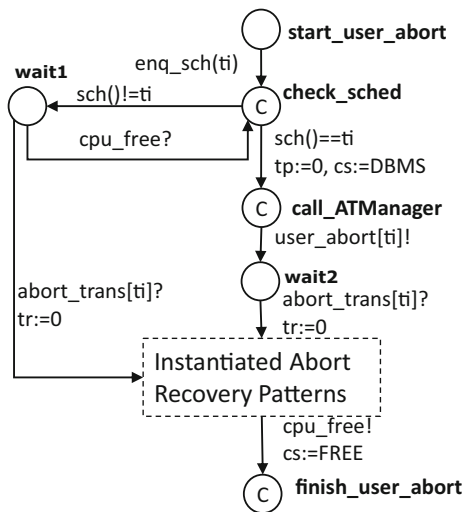 start_user_abort
enq_sch(ti)
wait1
sch()!=ti
C
check_sched
cpu_free?
sch()==ti
tp:=0, cs:=DBMS
C
call_ATManager
user_abort[ti]!
wait2
abort_trans[ti]?
tr:=0
abort_trans[ti]?
tr:=0
Instantiated Abort
Recovery Patterns
cpu_free!
cs:=FREE
C
finish_user_abort